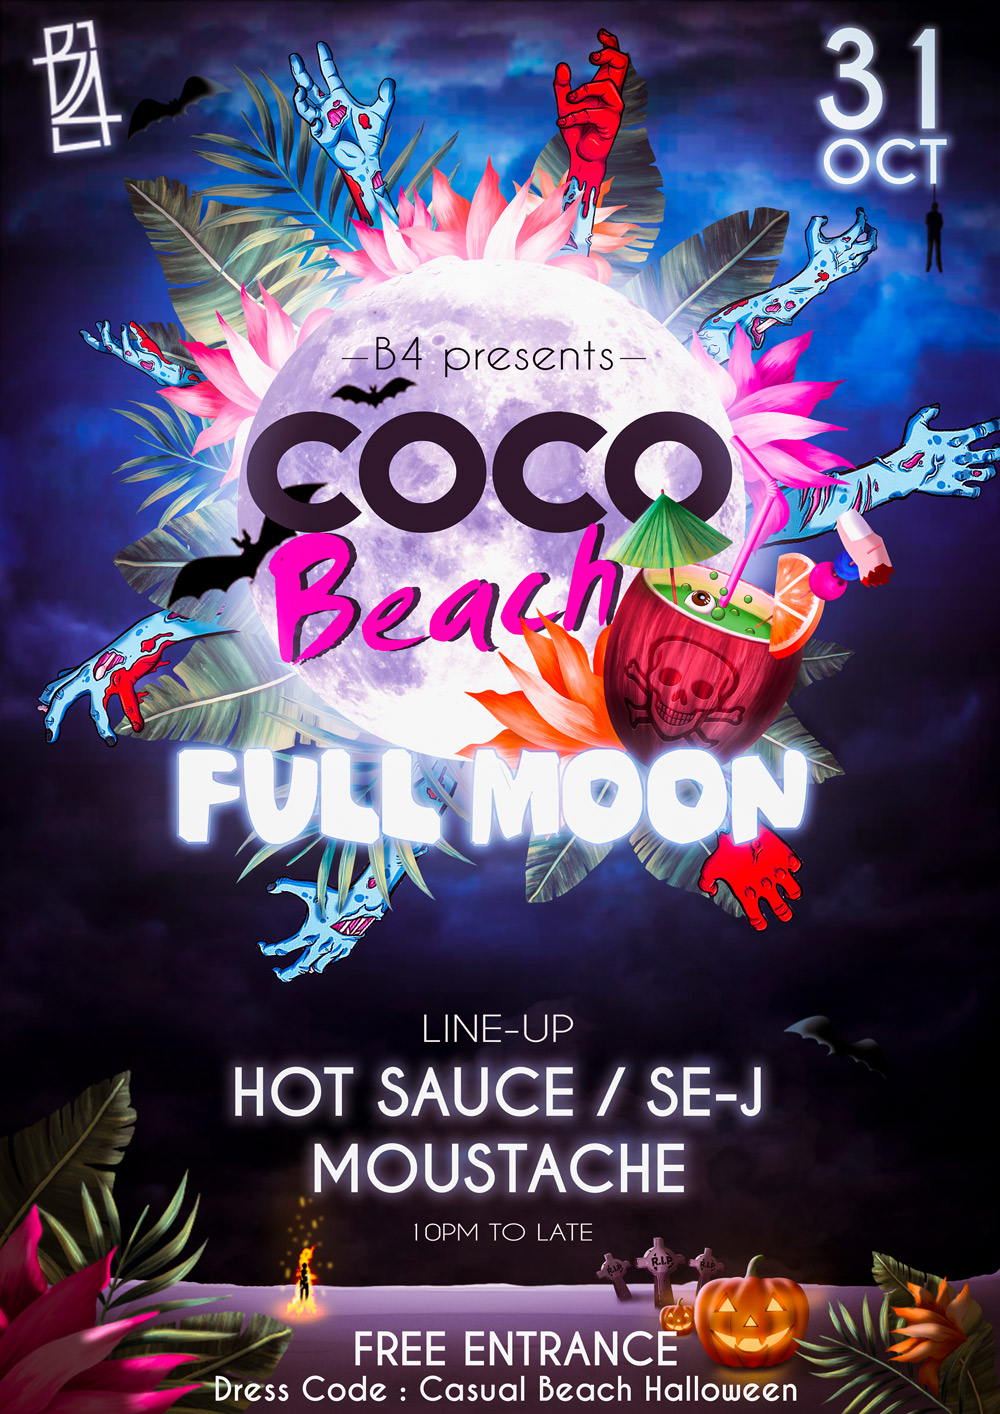 B4
31
OCT
—B4 presents—
COCO
Beach
FULL MOON
LINE-UP
HOT SAUCE / SE-J
MOUSTACHE
10PM TO LATE
R.I.P
R.I.P
R.I.P
FREE ENTRANCE
Dress Code : Casual Beach Halloween